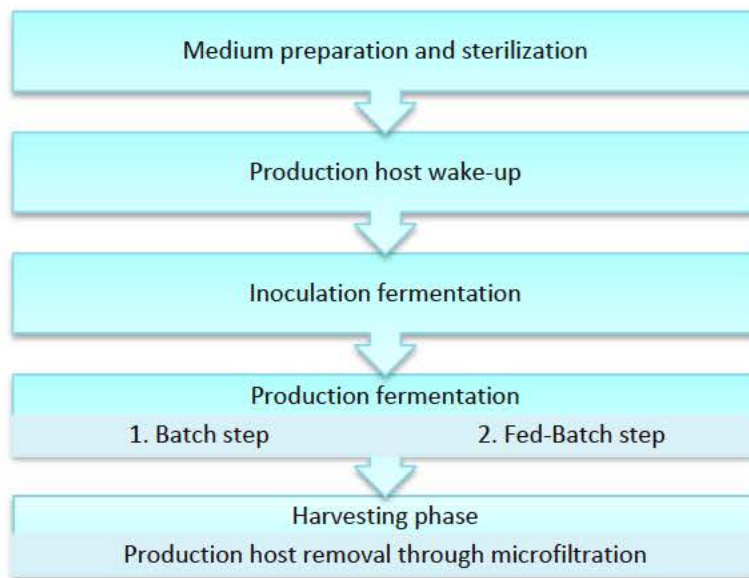 Medium preparation and sterilization
Production host wake-up
Inoculation fermentation
Production fermentation
1. Batch step 2. Fed-Batch step
Harvesting phase
Production host removal through microfiltration